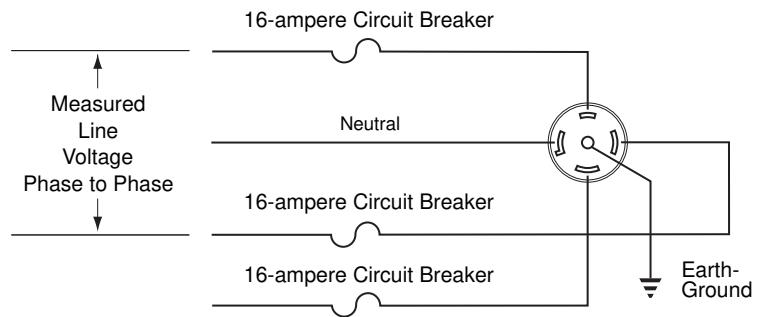 16-ampere Circuit Breaker
Measured
Line
Voltage
Phase to Phase
Neutral
16-ampere Circuit Breaker
16-ampere Circuit Breaker
Earth-
Ground